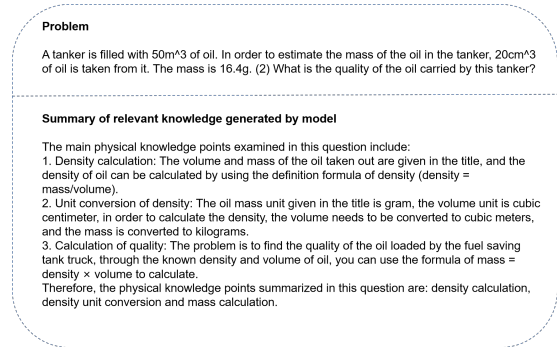 Problem
A tanker is filled with 50m^3 of oil. In order to estimate the mass of the oil in the tanker, 20cm^3
of oil is taken from it. The mass is 16.4g. (2) What is the quality of the oil carried by this tanker?
Summary of relevant knowledge generated by model
The main physical knowledge points examined in this question include:
1. Density calculation: The volume and mass of the oil taken out are given in the title, and the
density of oil can be calculated by using the definition formula of density (density =
mass/volume).
2. Unit conversion of density: The oil mass unit given in the title is gram, the volume unit is cubic
centimeter, in order to calculate the density, the volume needs to be converted to cubic meters,
and the mass is converted to kilograms.
3. Calculation of quality: The problem is to find the quality of the oil loaded by the fuel saving
tank truck, through the known density and volume of oil, you can use the formula of mass =
density × volume to calculate.
Therefore, the physical knowledge points summarized in this question are: density calculation,
density unit conversion and mass calculation.